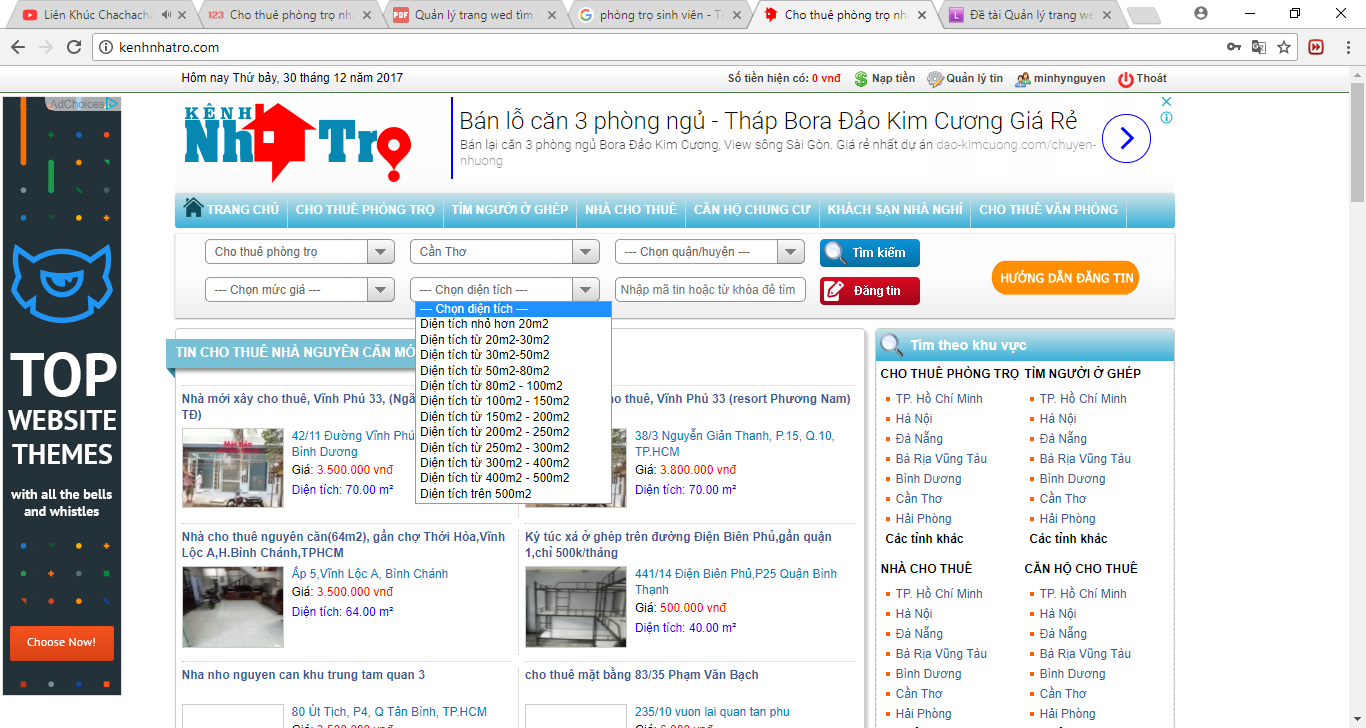 Liên Khúc Chachacha
Cho thuê phòng trọ nh
Quản lý trang wed tìm
phòng trọ sinh viên - T
Cho thuê phòng trọ nh
Đề tài Quản lý trang we
kenhnhatro.com
Hôm nay Thứ bảy, 30 tháng 12 năm 2017
Số tiền hiện có: 0 vnđ
Nạp tiền
Quản lý tin
minhynguyen
Thoát
AdChoices
TOP
WEBSITE
THEMES
with all the bells
and whistles
Choose Now!
KÊNH
Nhà Trọ
Bán lỗ căn 3 phòng ngủ - Tháp Bora Đảo Kim Cương Giá Rẻ
Bán lại căn 3 phòng ngủ Bora Đảo Kim Cương, View sông Sài Gòn. Giá rẻ nhất dự án dao-kimcuong.com/chuyen-
nhuong
TRANG CHỦ
CHO THUÊ PHÒNG TRỌ
TÌM NGƯỜI Ở GHÉP
NHÀ CHO THUÊ
CĂN HỘ CHUNG CƯ
KHÁCH SẠN NHÀ NGHỈ
CHO THUÊ VĂN PHÒNG
Cho thuê phòng trọ
Cần Thơ
--- Chọn quận/huyện ---
Tìm kiếm
--- Chọn mức giá ---
--- Chọn diện tích ---
Nhập mã tin hoặc từ khóa để tìm
Đăng tin
HƯỚNG DẪN ĐĂNG TIN
--- Chọn diện tích ---
Diện tích nhỏ hơn 20m2
Diện tích từ 20m2-30m2
Diện tích từ 30m2-50m2
Diện tích từ 50m2-80m2
Diện tích từ 80m2 - 100m2
Diện tích từ 100m2 - 150m2
Diện tích từ 150m2 - 200m2
Diện tích từ 200m2 - 250m2
Diện tích từ 250m2 - 300m2
Diện tích từ 300m2 - 400m2
Diện tích từ 400m2 - 500m2
Diện tích trên 500m2
TIN CHO THUÊ NHÀ NGUYÊN CĂN MỚ
Nhà mới xây cho thuê, Vĩnh Phú 33, (Ngã
TĐ)
42/11 Đường Vĩnh Phú
Bình Dương
Giá: 3.500.000 vnđ
Diện tích: 70.00 m²
ho thuê, Vĩnh Phú 33 (resort Phương Nam)
38/3 Nguyễn Giản Thanh, P.15, Q.10,
TP.HCM
Giá: 3.800.000 vnđ
Diện tích: 70.00 m²
Nhà cho thuê nguyên căn(64m2), gần chợ Thới Hòa,Vĩnh
Lộc A,H.Bình Chánh,TPHCM
Ấp 5,Vĩnh Lộc A, Bình Chánh
Giá: 3.500.000 vnđ
Diện tích: 64.00 m²
Ký túc xá ở ghép trên đường Điện Biên Phủ,gần quận
1,chỉ 500k/tháng
441/14 Điện Biên Phủ,P25 Quận Bình
Thạnh
Giá: 500.000 vnđ
Diện tích: 40.00 m²
Nha nho nguyen can khu trung tam quan 3
80 Út Tịch, P4, Q Tân Bình, TP.HCM
cho thuê mặt bằng 83/35 Phạm Văn Bạch
235/10 vuon lai quan tan phu
Tìm theo khu vực
CHO THUÊ PHÒNG TRỌ
TP. Hồ Chí Minh
Hà Nội
Đà Nẵng
Bà Rịa Vũng Tàu
Bình Dương
Cần Thơ
Hải Phòng
Các tỉnh khác
TÌM NGƯỜI Ở GHÉP
TP. Hồ Chí Minh
Hà Nội
Đà Nẵng
Bà Rịa Vũng Tàu
Bình Dương
Cần Thơ
Hải Phòng
Các tỉnh khác
NHÀ CHO THUÊ
TP. Hồ Chí Minh
Hà Nội
Đà Nẵng
Bà Rịa Vũng Tàu
Bình Dương
Cần Thơ
Hải Phòng
CĂN HỘ CHO THUÊ
TP. Hồ Chí Minh
Hà Nội
Đà Nẵng
Bà Rịa Vũng Tàu
Bình Dương
Cần Thơ
Hải Phòng